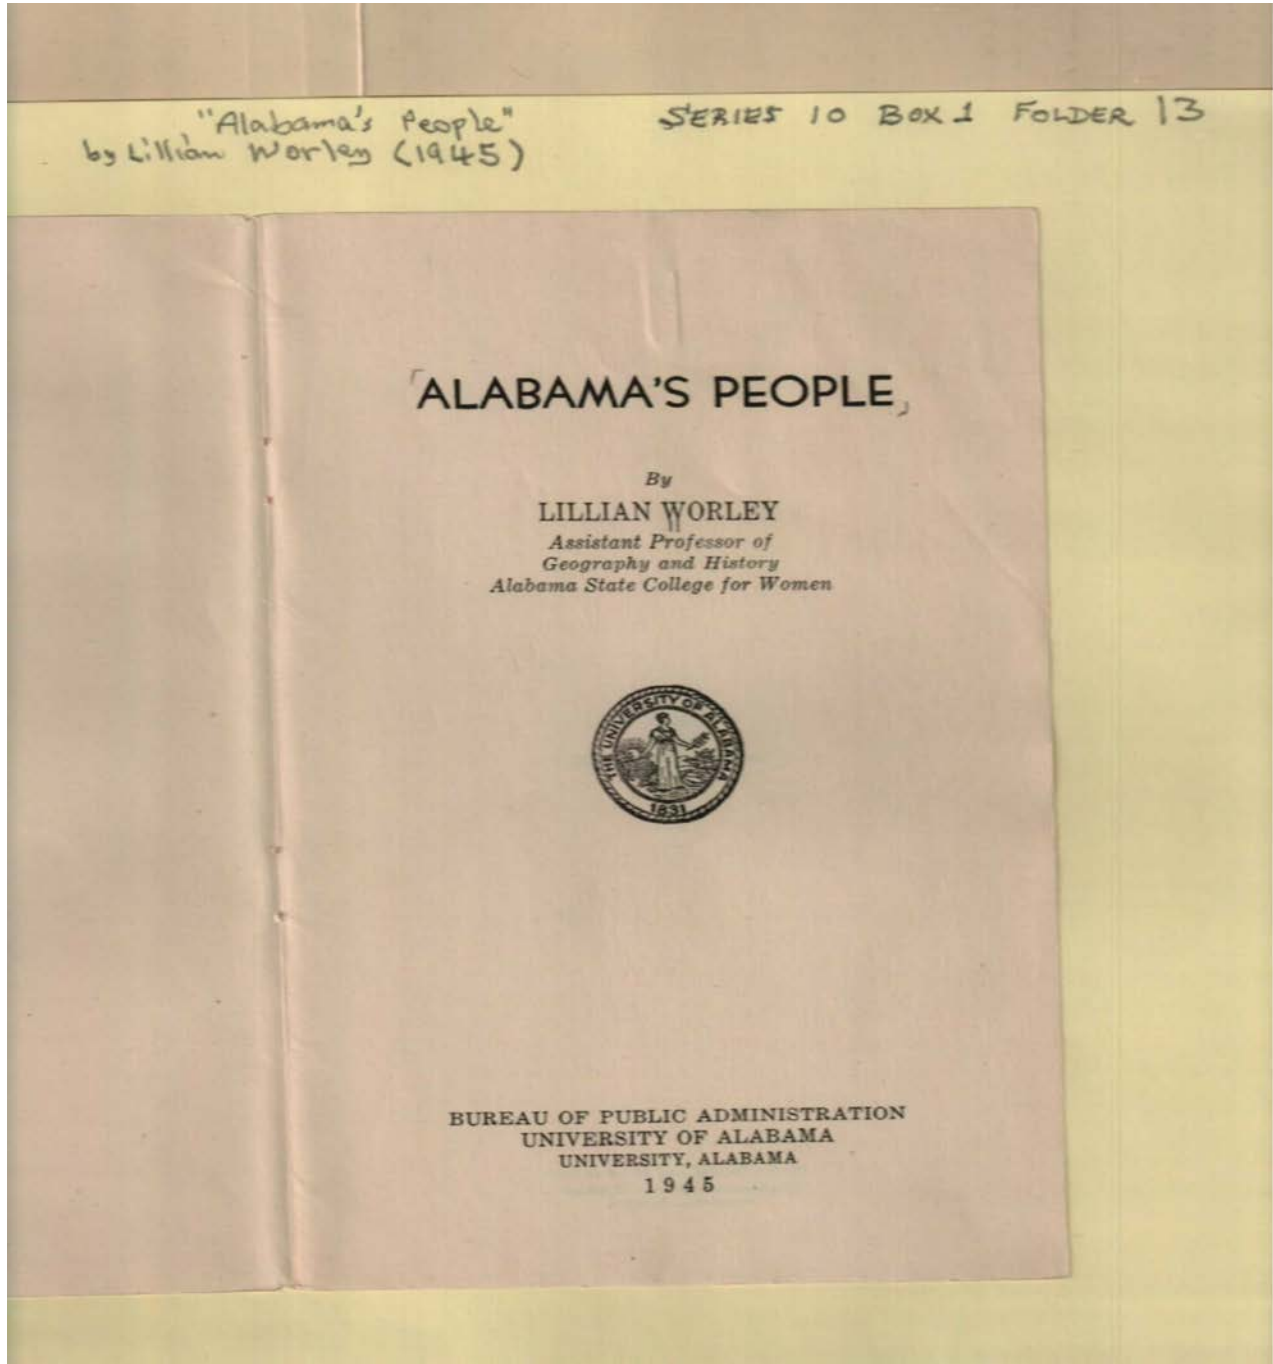 "Alabama's People"
by Lillian Worley (1945)
SERIES 10 BOX 1 FOLDER 13
ALABAMA'S PEOPLE
By
LILLIAN WORLEY
Assistant Professor of
Geography and History
Alabama State College for Women
THE UNIVERSITY OF ALABAMA
1831
BUREAU OF PUBLIC ADMINISTRATION
UNIVERSITY OF ALABAMA
UNIVERSITY, ALABAMA
1945